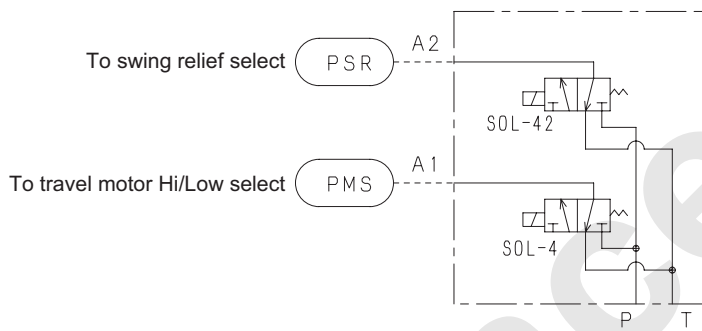 To swing relief select
PSR
A2
SOL-42
To travel motor Hi/Low select
PMS
A1
SOL-4
P
T